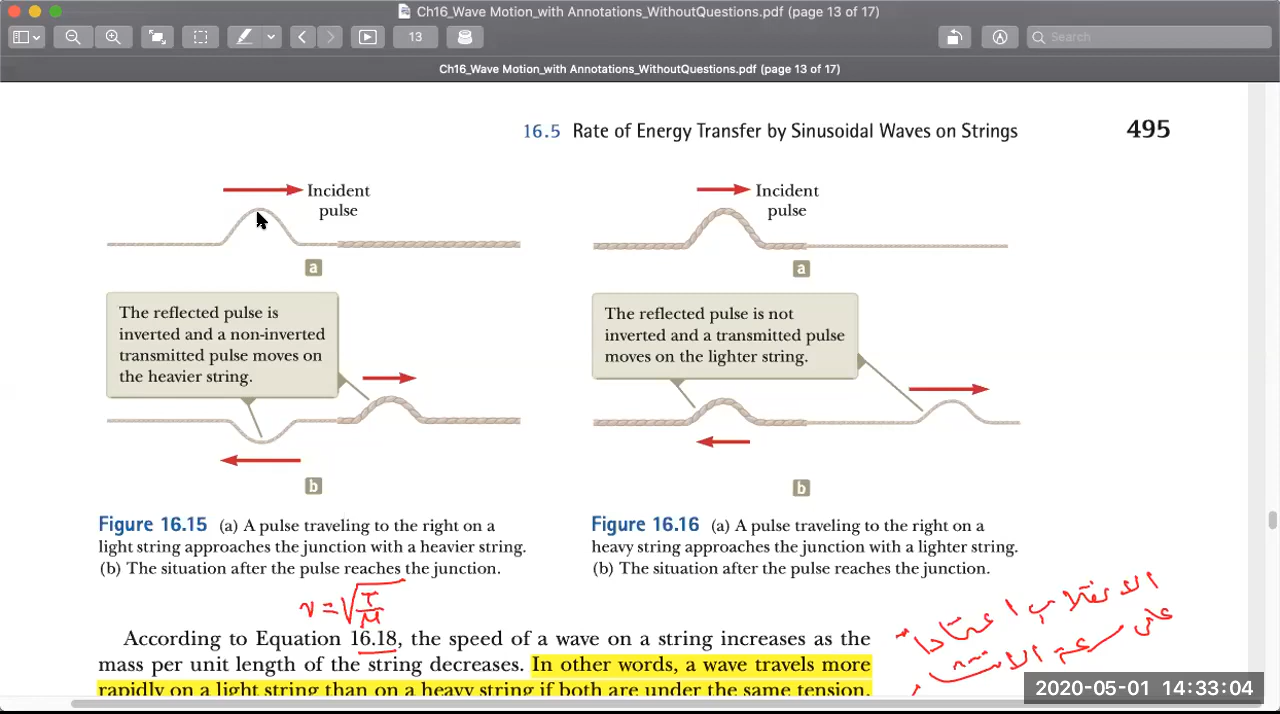 Ch16_Wave Motion_with Annotations_WithoutQuestions.pdf (page 13 of 17)
13
Search
Ch16_Wave Motion_with Annotations_WithoutQuestions.pdf (page 13 of 17)
16.5 Rate of Energy Transfer by Sinusoidal Waves on Strings 495
Incident
pulse
a
The reflected pulse is
inverted and a non-inverted
transmitted pulse moves on
the heavier string.
b
Figure 16.15 (a) A pulse traveling to the right on a
light string approaches the junction with a heavier string.
(b) The situation after the pulse reaches the junction.
Incident
pulse
a
The reflected pulse is not
inverted and a transmitted pulse
moves on the lighter string.
b
Figure 16.16 (a) A pulse traveling to the right on a
heavy string approaches the junction with a lighter string.
(b) The situation after the pulse reaches the junction.
v = √T/μ
According to Equation 16.18, the speed of a wave on a string increases as the
mass per unit length of the string decreases. In other words, a wave travels more
rapidly on a light string than on a heavy string if both are under the same tension.
الانقلاب اعتمادا
على سرعة
2020-05-01 14:33:04